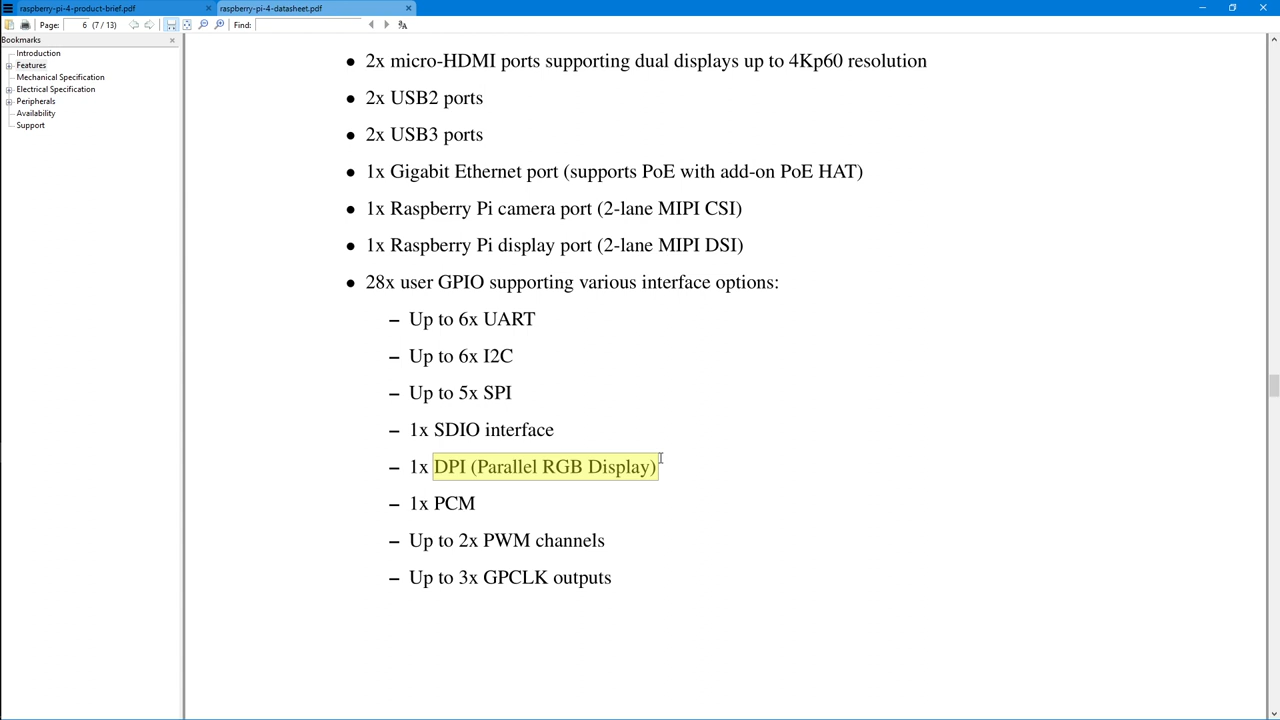 raspberry-pi-4-product-brief.pdf
raspberry-pi-4-datasheet.pdf
Page: 6 (7 / 13) Find:
Bookmarks
Introduction
Features
Mechanical Specification
Electrical Specification
Peripherals
Availability
Support
● 2x micro-HDMI ports supporting dual displays up to 4Kp60 resolution
● 2x USB2 ports
● 2x USB3 ports
● 1x Gigabit Ethernet port (supports PoE with add-on PoE HAT)
● 1x Raspberry Pi camera port (2-lane MIPI CSI)
● 1x Raspberry Pi display port (2-lane MIPI DSI)
● 28x user GPIO supporting various interface options:
– Up to 6x UART
– Up to 6x I2C
– Up to 5x SPI
– 1x SDIO interface
– 1x DPI (Parallel RGB Display)
– 1x PCM
– Up to 2x PWM channels
– Up to 3x GPCLK outputs